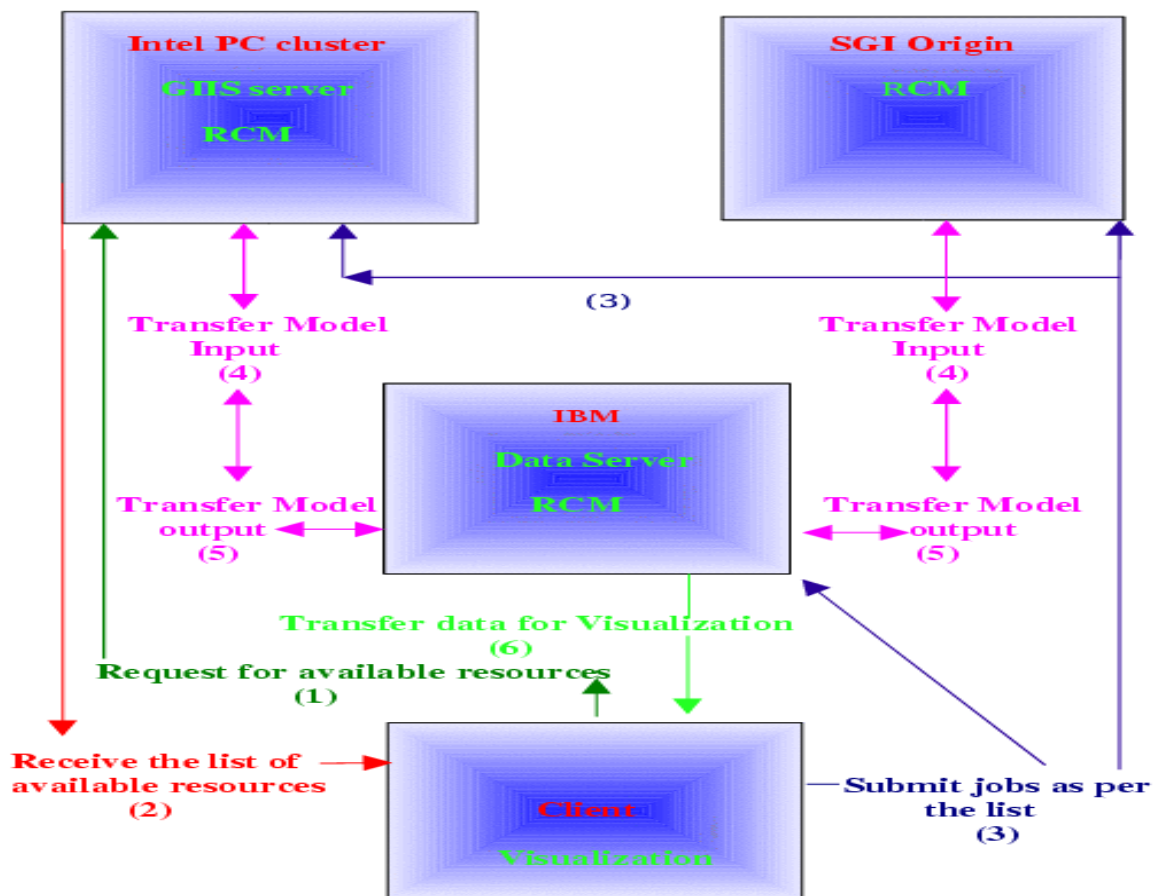 Intel PC cluster
GIIS server
RCM
SGI Origin
RCM
(3)
Transfer Model
Input
(4)
Transfer Model
Input
(4)
IBM
Data Server
RCM
Transfer Model
output
(5)
Transfer Model
output
(5)
Transfer data for Visualization
(6)
Request for available resources
(1)
Receive the list of
available resources
(2)
Submit jobs as per
the list
(3)
Client
Visualization